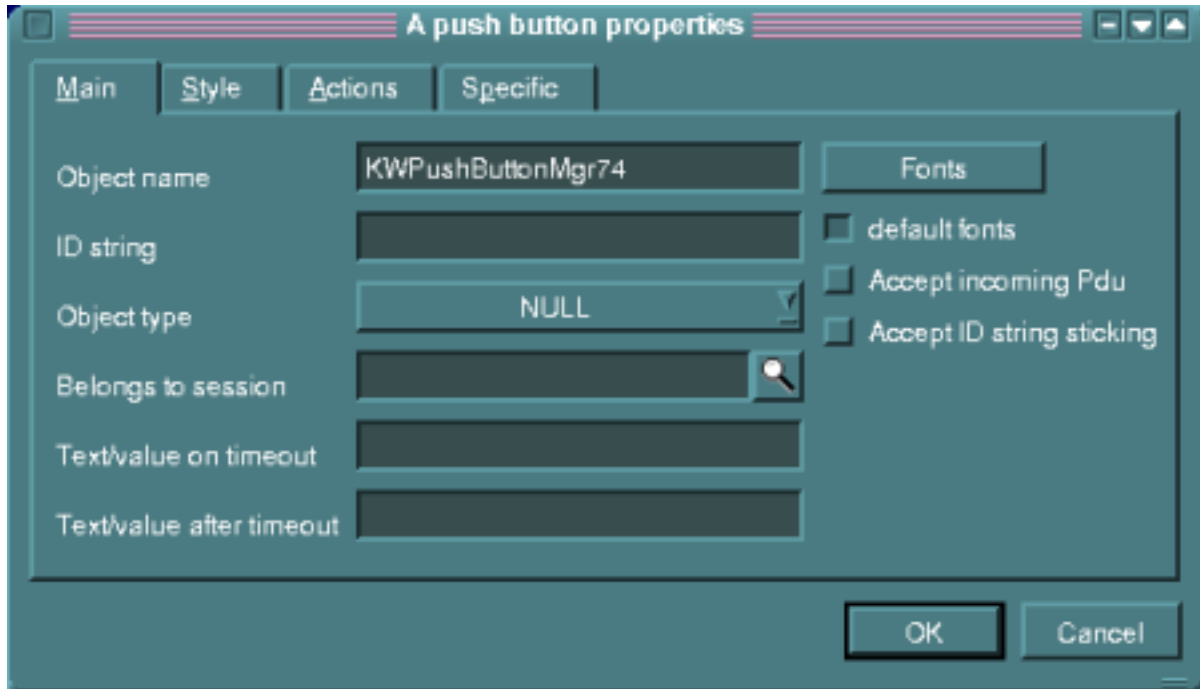 A push button properties
Main Style Actions Specific
Object name KWPushButtonMgr74 Fonts
ID string default fonts
Object type NULL Accept incoming Pdu
Accept ID string sticking
Belongs to session
Text/value on timeout
Text/value after timeout
OK Cancel